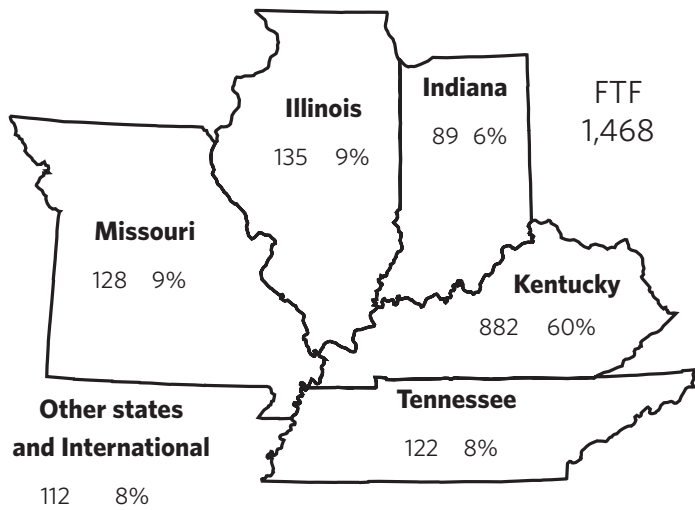 Illinois
135 9%
Indiana
89 6%
FTF
1,468
Missouri
128 9%
Kentucky
882 60%
Other states
and International
112 8%
Tennessee
122 8%